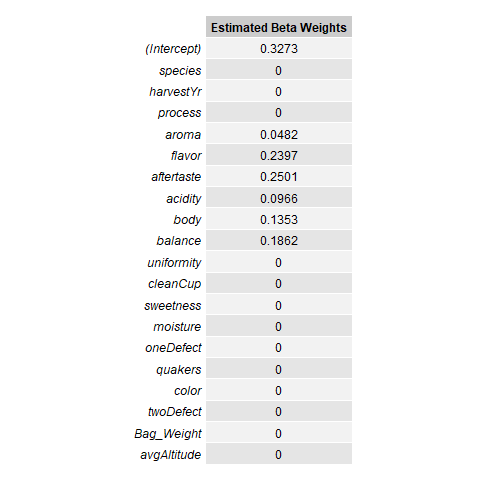 Estimated Beta Weights
(Intercept) 0.3273
species 0
harvestYr 0
process 0
aroma 0.0482
flavor 0.2397
aftertaste 0.2501
acidity 0.0966
body 0.1353
balance 0.1862
uniformity 0
cleanCup 0
sweetness 0
moisture 0
oneDefect 0
quakers 0
color 0
twoDefect 0
Bag_Weight 0
avgAltitude 0